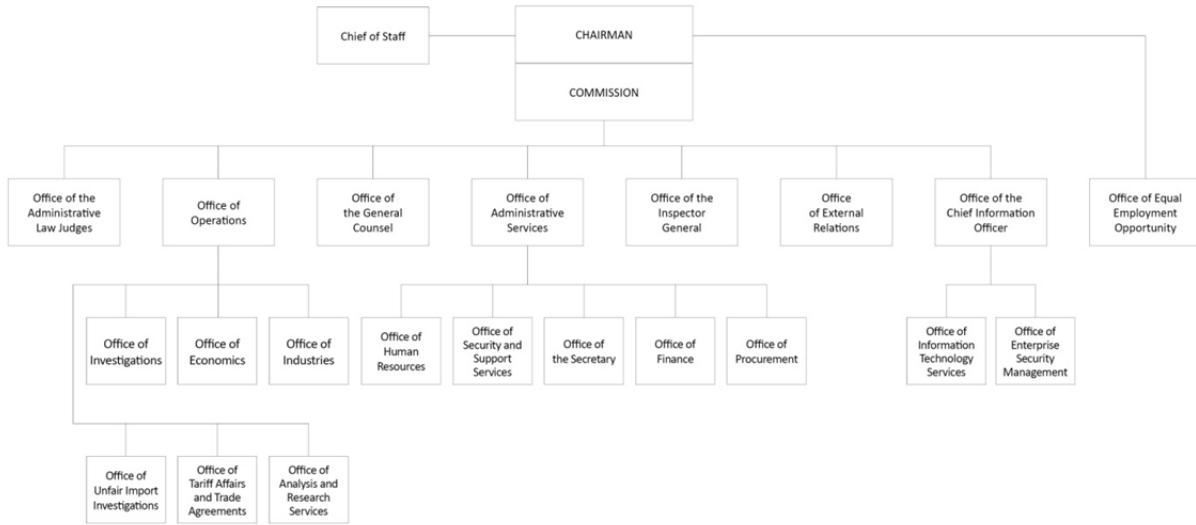 Chief of Staff
CHAIRMAN
COMMISSION
Office of the
Administrative
Law Judges
Office of
Operations
Office of
the General
Counsel
Office of
Administrative
Services
Office of the
Inspector
General
Office
of External
Relations
Office of the
Chief Information
Officer
Office of Equal
Employment
Opportunity
Office of
Investigations
Office of
Economics
Office of
Industries
Office of
Human
Resources
Office of
Security and
Support
Services
Office of
the Secretary
Office of
Finance
Office of
Procurement
Office of
Information
Technology
Services
Office of
Enterprise
Security
Management
Office of
Unfair Import
Investigations
Office of
Tariff Affairs
and Trade
Agreements
Office of
Analysis and
Research
Services